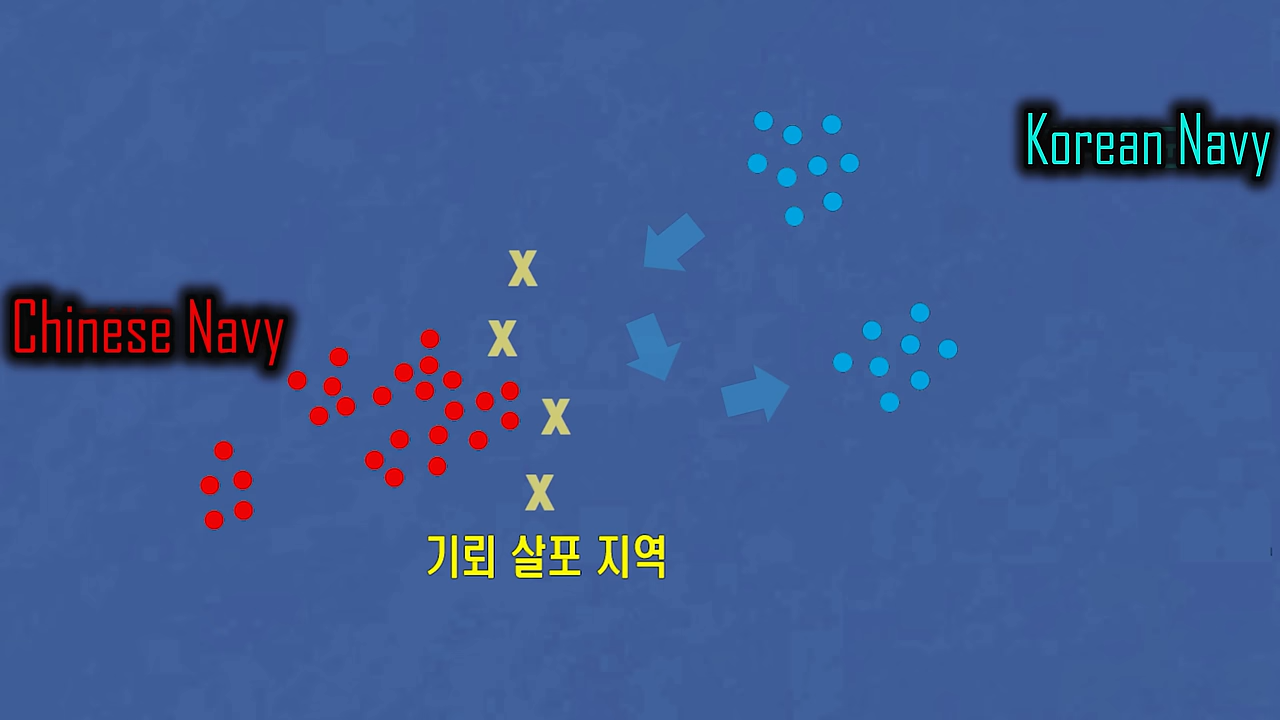 Korean Navy
Chinese Navy
X
X
X
X
기뢰 살포 지역